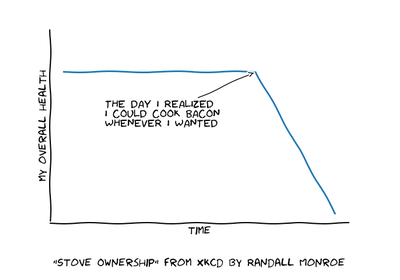 MY OVERALL HEALTH
THE DAY I REALIZED
I COULD COOK BACON
WHENEVER I WANTED
TIME
"STOVE OWNERSHIP" FROM XKCD BY RANDALL MONROE